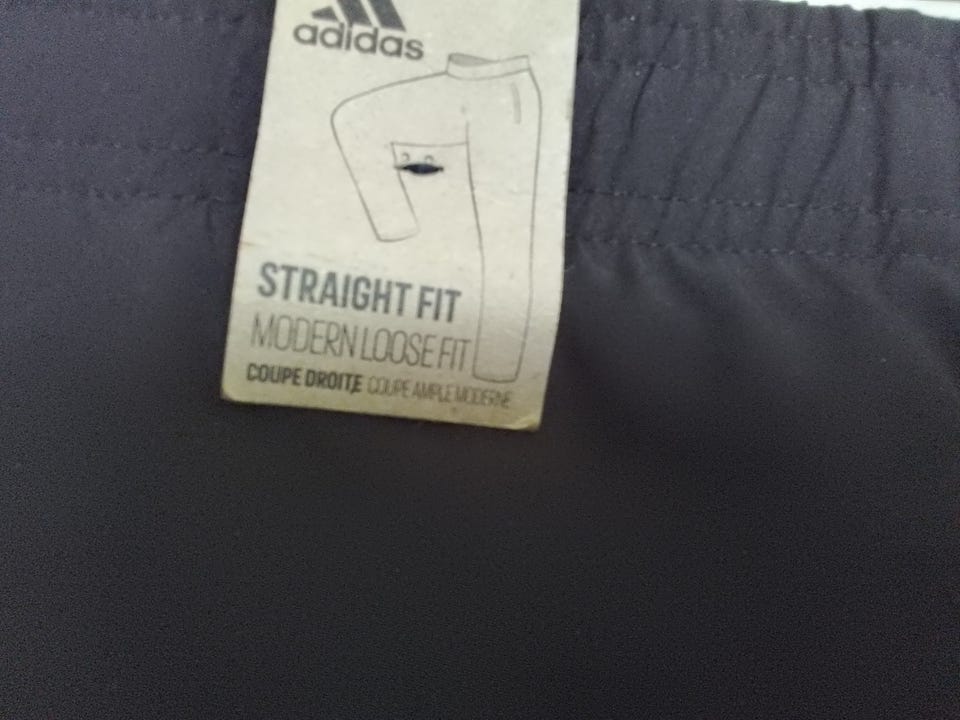 adidas
STRAIGHT FIT
MODERN LOOSE FIT
COUPE DROITE COUPE AMPLE MODERNE